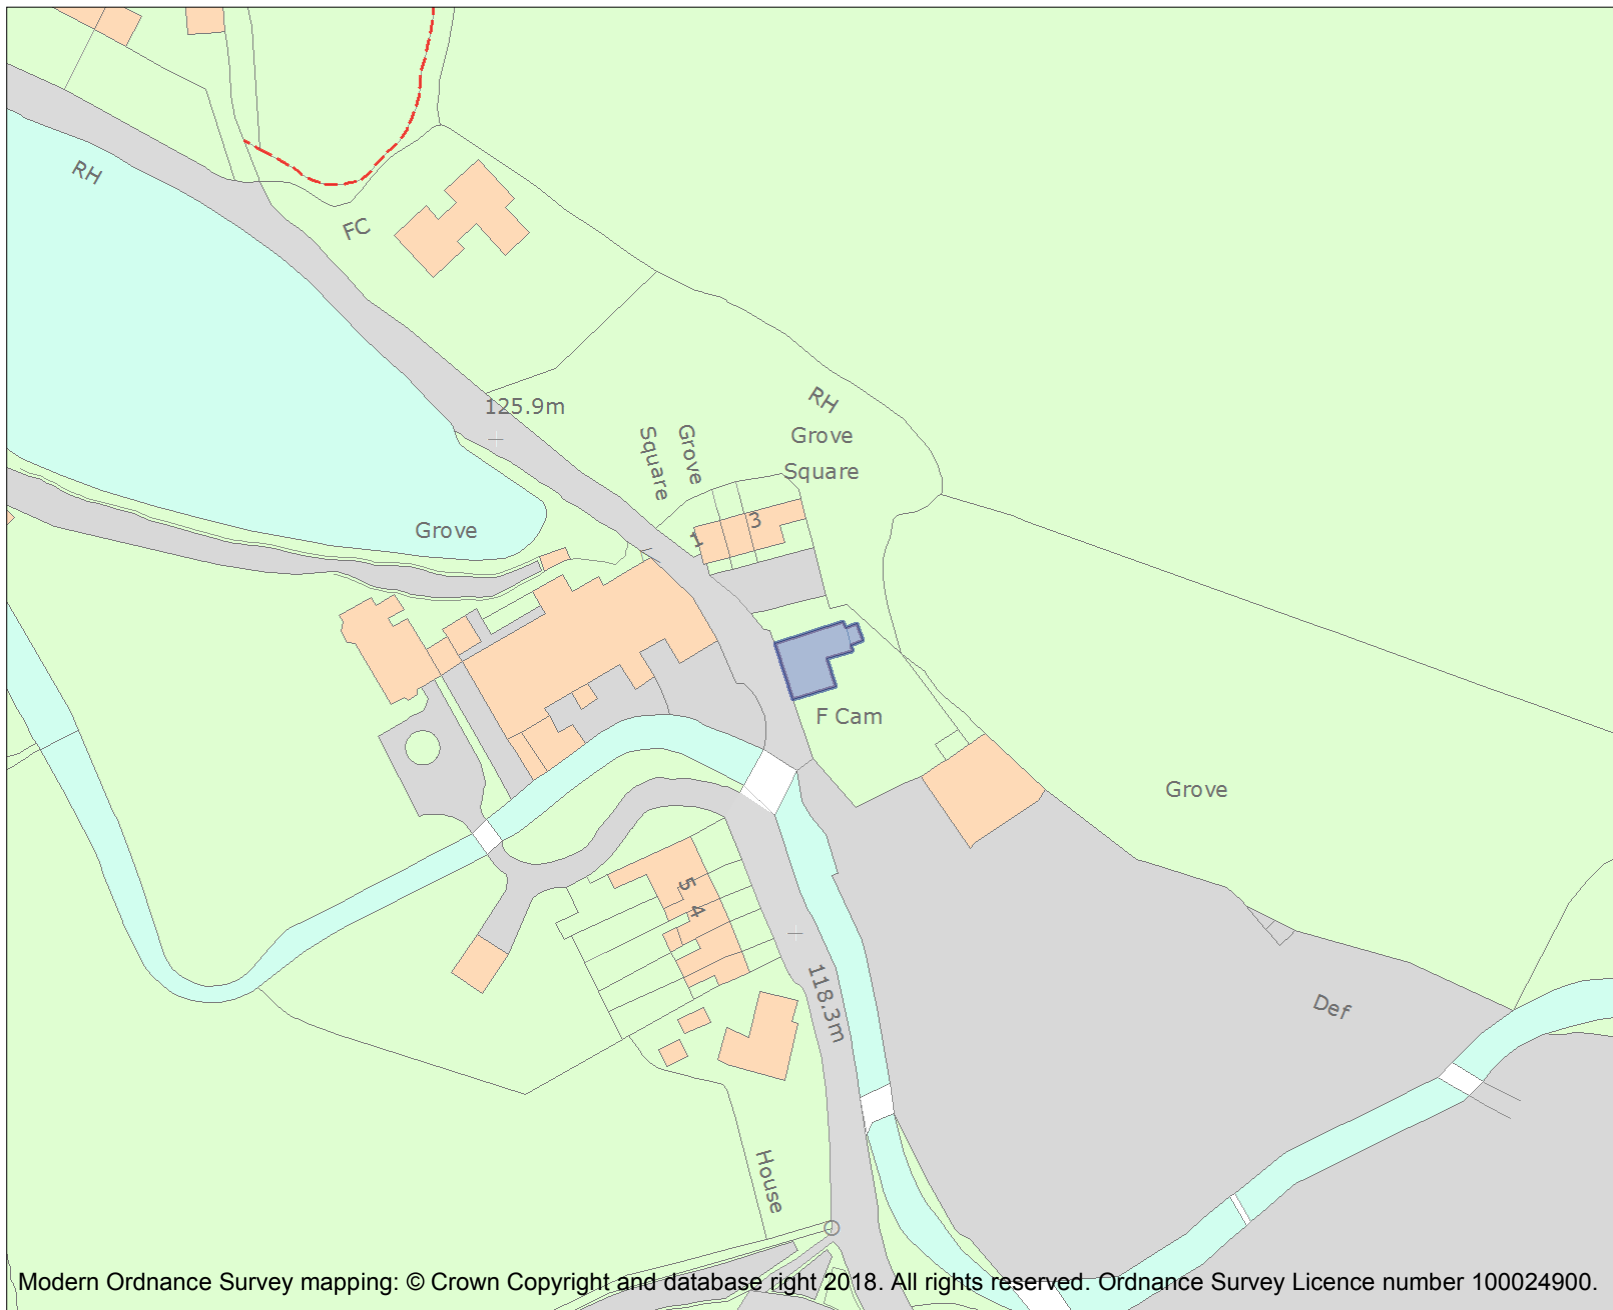 RH
FC
125.9m
RH
Grove
Square
Grove
Square
Grove
1
3
F Cam
Grove
5
4
118.3m
Def
House
Modern Ordnance Survey mapping: © Crown Copyright and database right 2018. All rights reserved. Ordnance Survey Licence number 100024900.